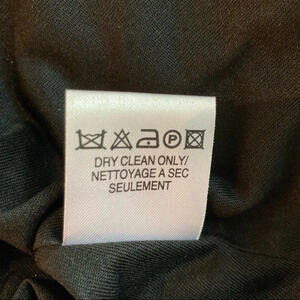 P
DRY CLEAN ONLY/
NETTOYAGE A SEC
SEULEMENT